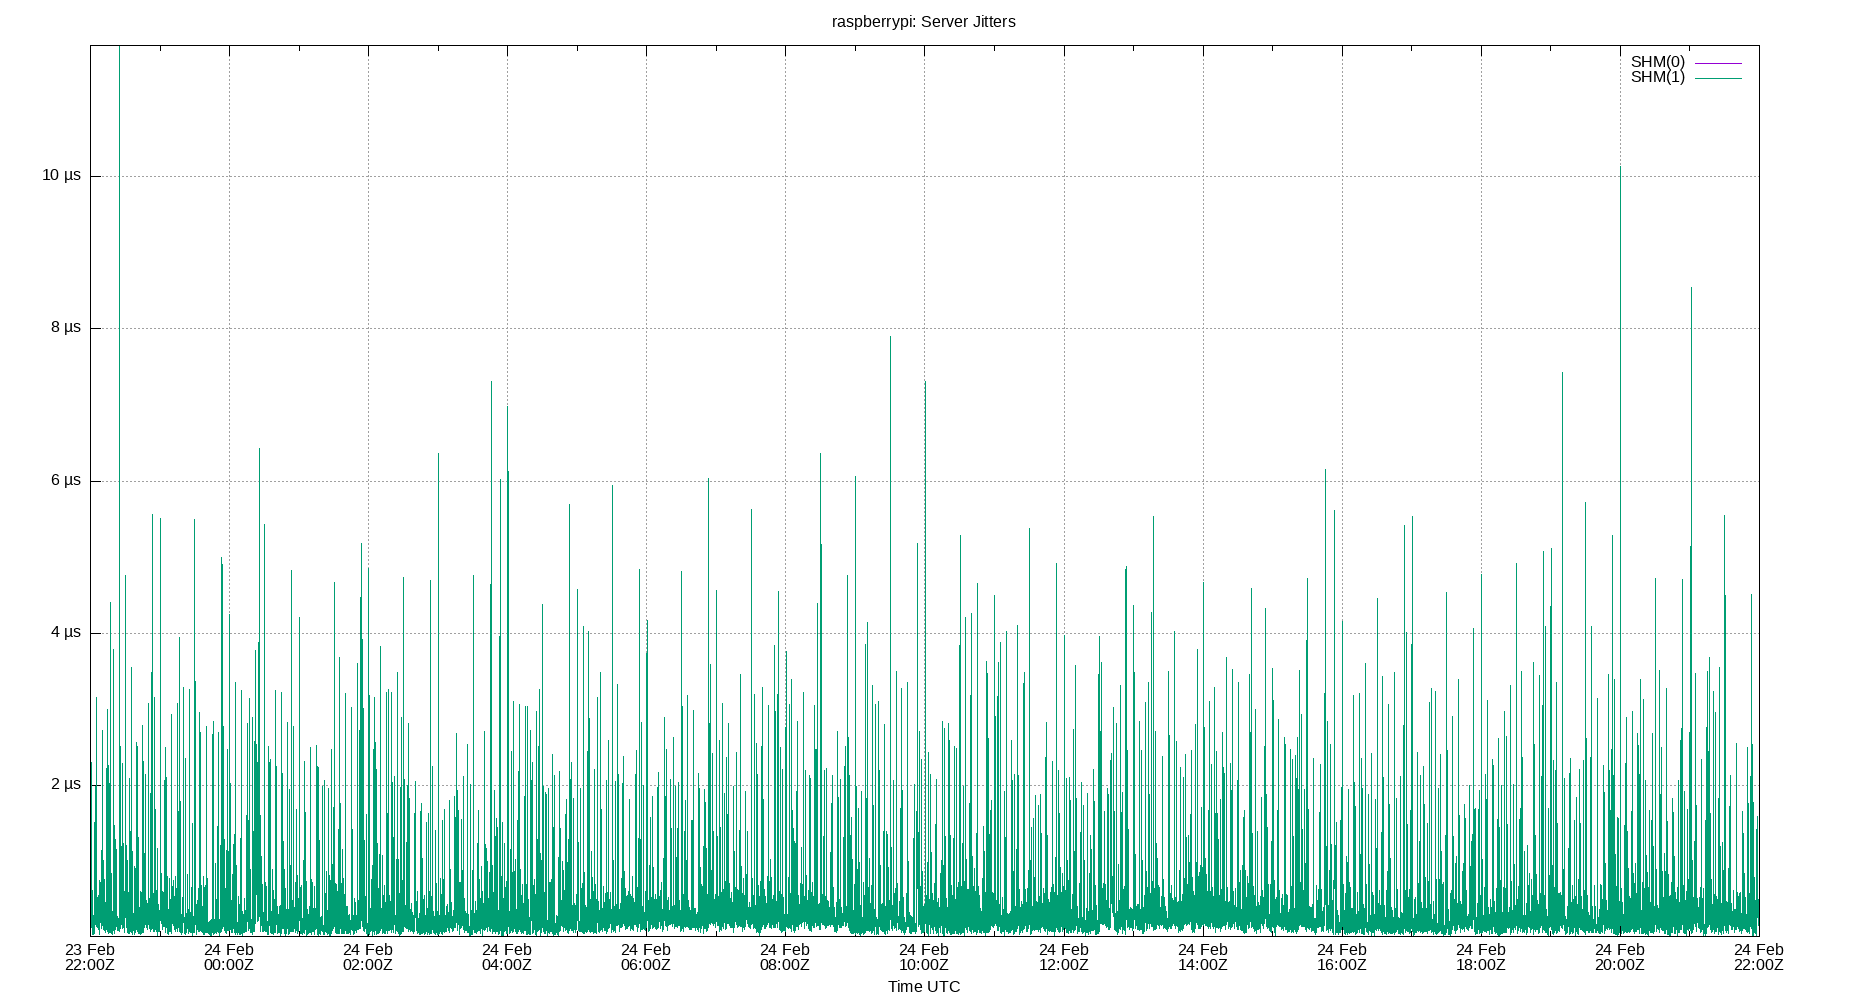 raspberrypi: Server Jitters
SHM(0)
SHM(1)
10 µs
8 µs
6 µs
4 µs
2 µs
23 Feb 24 Feb 24 Feb 24 Feb 24 Feb 24 Feb 24 Feb 24 Feb 24 Feb 24 Feb 24 Feb 24 Feb 24 Feb
22:00Z 00:00Z 02:00Z 04:00Z 06:00Z 08:00Z 10:00Z 12:00Z 14:00Z 16:00Z 18:00Z 20:00Z 22:00Z
Time UTC